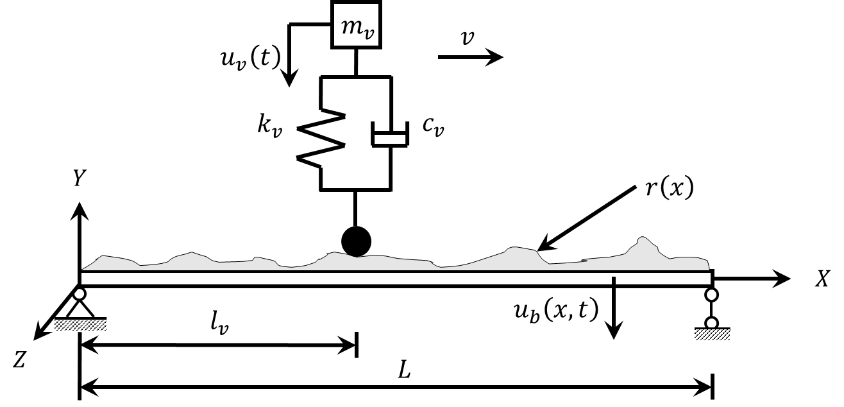 m_v
u_v(t)
v
k_v
c_v
Y
r(x)
X
u_b(x, t)
l_v
Z
L